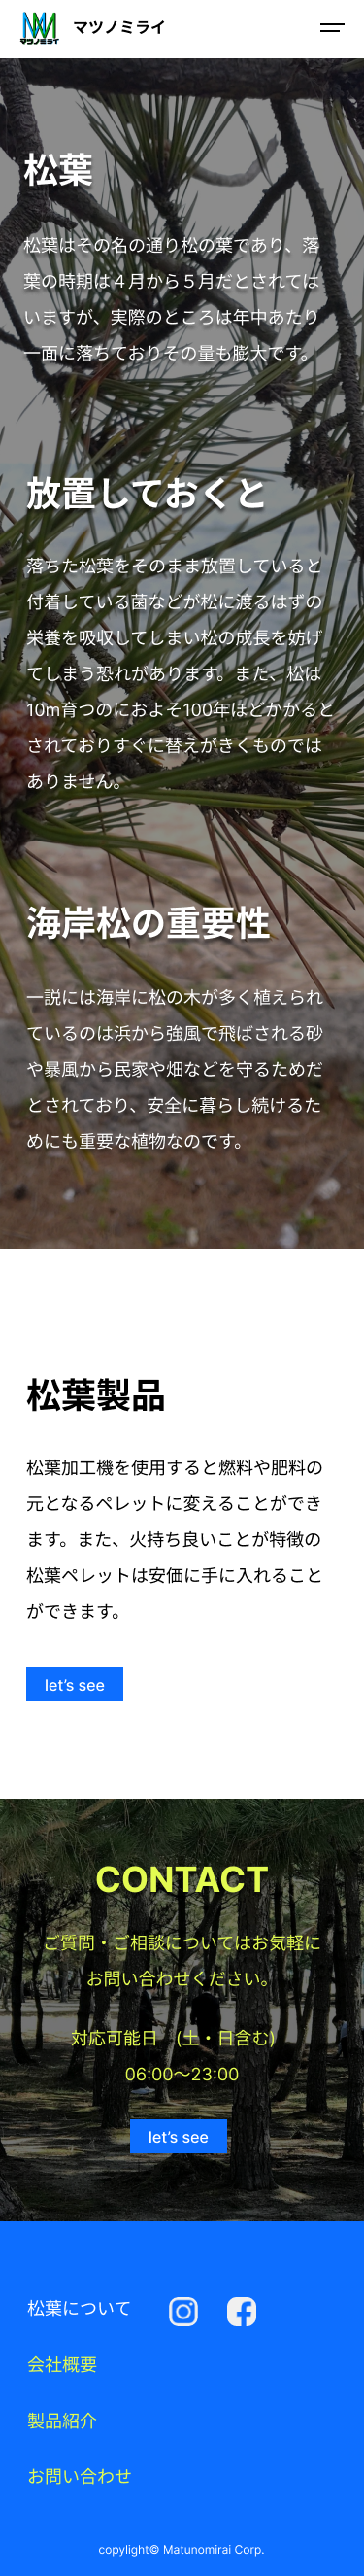 マツノミライ
マツノミライ
松葉
松葉はその名の通り松の葉であり、落
葉の時期は４月から５月だとされては
いますが、実際のところは年中あたり
一面に落ちておりその量も膨大です。
放置しておくと
落ちた松葉をそのまま放置していると
付着している菌などが松に渡るはずの
栄養を吸収してしまい松の成長を妨げ
てしまう恐れがあります。また、松は
10m育つのにおよそ100年ほどかかると
されておりすぐに替えがきくものでは
ありません。
海岸松の重要性
一説には海岸に松の木が多く植えられ
ているのは浜から強風で飛ばされる砂
や暴風から民家や畑などを守るためだ
とされており、安全に暮らし続けるた
めにも重要な植物なのです。
松葉製品
松葉加工機を使用すると燃料や肥料の
元となるペレットに変えることができ
ます。また、火持ち良いことが特徴の
松葉ペレットは安価に手に入れること
ができます。
let’s see
CONTACT
ご質問・ご相談についてはお気軽に
お問い合わせください。
対応可能日　(土・日含む)
06:00〜23:00
let’s see
松葉について
会社概要
製品紹介
お問い合わせ
copylight© Matunomirai Corp.